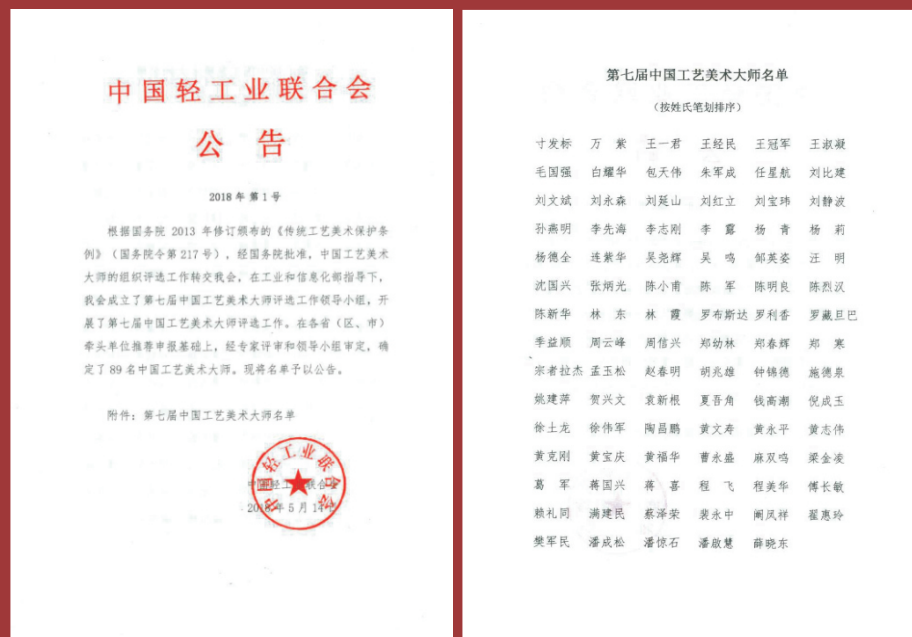 中国轻工业联合会
公告
2018年第1号
根据国务院 2013 年修订颁布的《传统工艺美术保护条
例》（国务院令第217号），经国务院批准，中国工艺美术
大师的组织评选工作转交我会，在工业和信息化部指导下，
我会成立了第七届中国工艺美术大师评选工作领导小组，开
展了第七届中国工艺美术大师评选工作。在各省（区、市）
牵头单位推荐申报基础上，经专家评审和领导小组审定，确
定了 89 名中国工艺美术大师。现将名单予以公告。
附件：第七届中国工艺美术大师名单
中国轻工业联合会
2018年5月14日
中国轻工业联合会
第七届中国工艺美术大师名单
（按姓氏笔划排序）
寸发标 万紫 王一君 王经民 王冠军 王淑凝
毛国强 白耀华 包天伟 朱军成 任星航 刘比建
刘文斌 刘永森 刘延山 刘红立 刘宝玮 刘静波
孙燕明 李先海 李志刚 李霞 杨青 杨莉
杨德全 连紫华 吴尧辉 吴鸣 邹英姿 汪明
沈国兴 张炳光 陈小甫 陈军 陈明良 陈烈汉
陈新华 林东 林霞 罗布斯达 罗利香 罗藏旦巴
季益顺 周云峰 周信兴 郑幼林 郑春辉 郑寒
宗者拉杰 孟玉松 赵春明 胡兆雄 钟锦德 施德泉
姚建萍 贺兴文 袁新根 夏吾角 钱高潮 倪成玉
徐土龙 徐伟军 陶昌鹏 黄文寿 黄永平 黄志伟
黄克刚 黄宝庆 黄福华 曹永盛 麻双鸣 梁金凌
葛军 蒋国兴 蒋喜 程飞 程美华 傅长敏
赖礼同 满建民 蔡泽荣 裴永中 阚凤祥 翟惠玲
樊军民 潘成松 潘惊石 潘啟慧 薛晓东